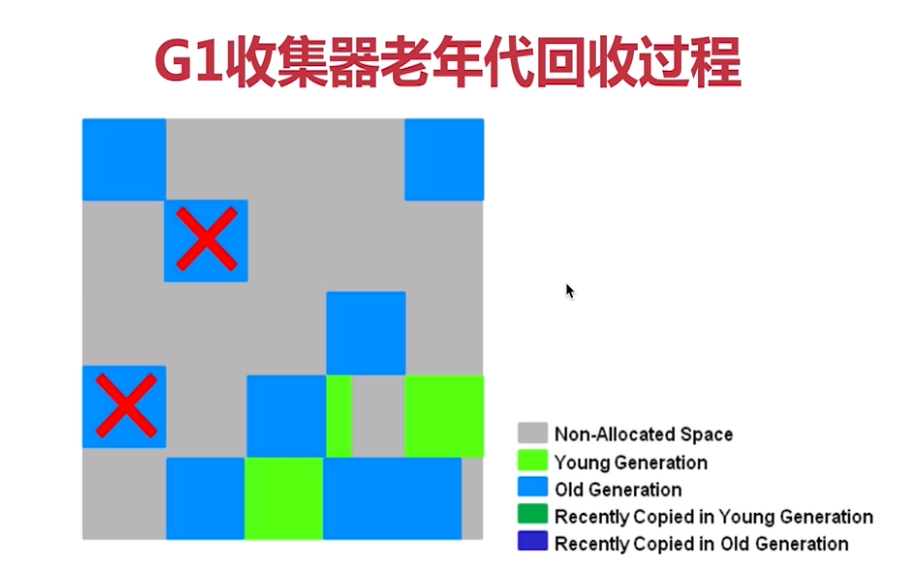 G1收集器老年代回收过程
Non-Allocated Space
Young Generation
Old Generation
Recently Copied in Young Generation
Recently Copied in Old Generation